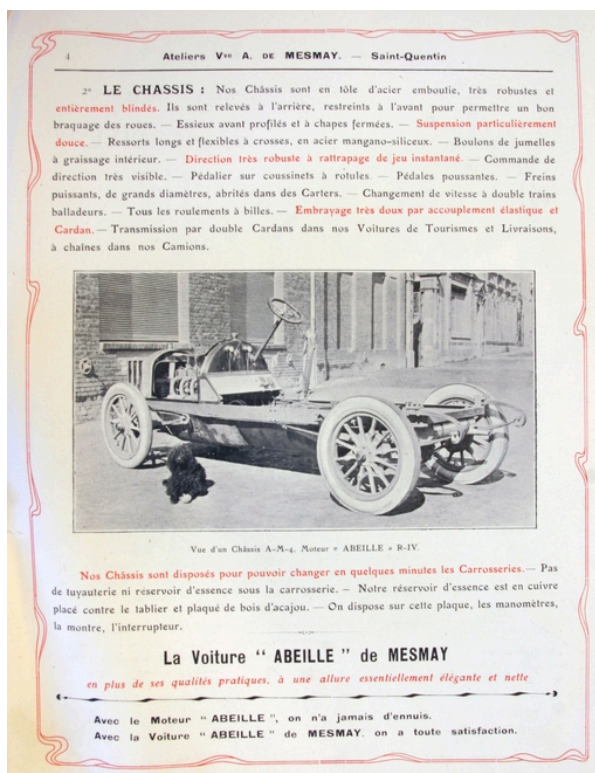 4
Ateliers Vve A. DE MESMAY. — Saint-Quentin
2° LE CHASSIS : Nos Châssis sont en tôle d'acier emboutie, très robustes et
entièrement blindés. Ils sont relevés à l'arrière, restreints à l'avant pour permettre un bon
braquage des roues. — Essieux avant profilés et à chapes fermées. — Suspension particulièrement
douce. — Ressorts longs et flexibles à crosses, en acier mangano-siliceux. — Boulons de jumelles
à graissage intérieur. — Direction très robuste à rattrapage de jeu instantané. — Commande de
direction très visible. — Pédalier sur coussinets à rotules. — Pédales poussantes. — Freins
puissants, de grands diamètres, abrités dans des Carters. — Changement de vitesse à double trains
balladeurs. — Tous les roulements à billes. — Embrayage très doux par accouplement élastique et
Cardan. — Transmission par double Cardans dans nos Voitures de Tourismes et Livraisons,
à chaînes dans nos Camions.
Vue d'un Châssis A-M-4. Moteur « ABEILLE » R-IV.
Nos Châssis sont disposés pour pouvoir changer en quelques minutes les Carrosseries. — Pas
de tuyauterie ni réservoir d'essence sous la carrosserie. — Notre réservoir d'essence est en cuivre
placé contre le tablier et plaqué de bois d'acajou. — On dispose sur cette plaque, les manomètres,
la montre, l'interrupteur.
La Voiture “ ABEILLE ” de MESMAY
en plus de ses qualités pratiques, à une allure essentiellement élégante et nette
Avec le Moteur “ ABEILLE ”, on n'a jamais d'ennuis.
Avec la Voiture “ ABEILLE ” de MESMAY, on a toute satisfaction.